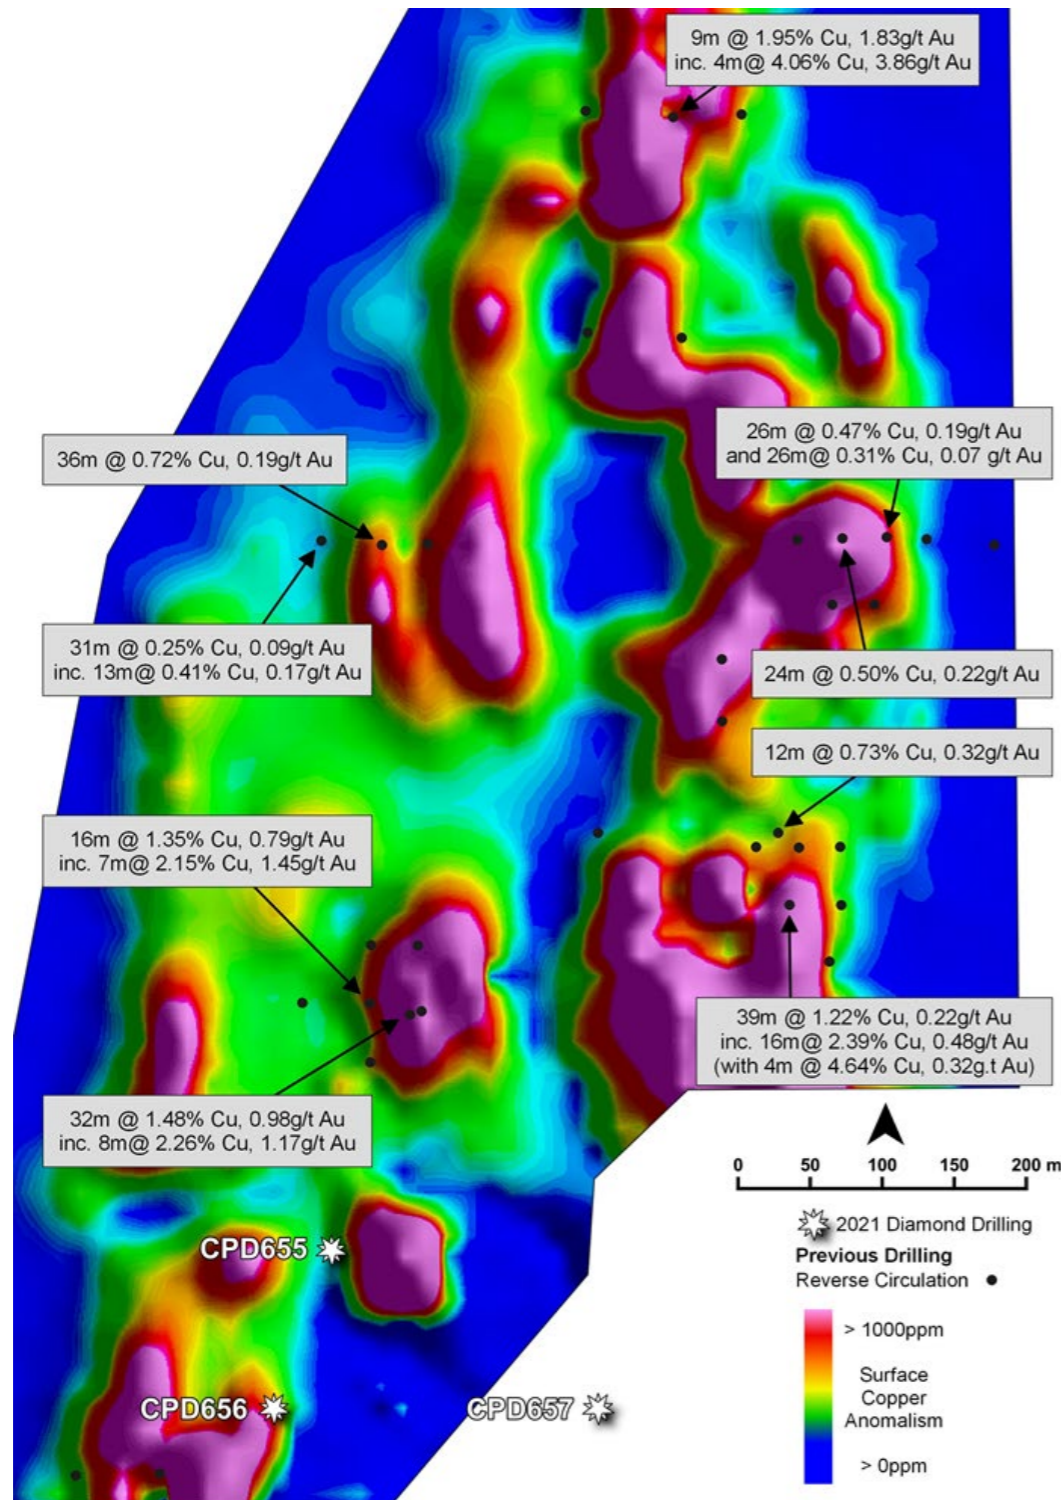 9m @ 1.95% Cu, 1.83g/t Au
inc. 4m@ 4.06% Cu, 3.86g/t Au
26m @ 0.47% Cu, 0.19g/t Au
and 26m@ 0.31% Cu, 0.07 g/t Au
36m @ 0.72% Cu, 0.19g/t Au
31m @ 0.25% Cu, 0.09g/t Au
inc. 13m@ 0.41% Cu, 0.17g/t Au
24m @ 0.50% Cu, 0.22g/t Au
12m @ 0.73% Cu, 0.32g/t Au
16m @ 1.35% Cu, 0.79g/t Au
inc. 7m@ 2.15% Cu, 1.45g/t Au
39m @ 1.22% Cu, 0.22g/t Au
inc. 16m@ 2.39% Cu, 0.48g/t Au
(with 4m @ 4.64% Cu, 0.32g.t Au)
32m @ 1.48% Cu, 0.98g/t Au
inc. 8m@ 2.26% Cu, 1.17g/t Au
0 50 100 150 200 m
CPD655
2021 Diamond Drilling
Previous Drilling
Reverse Circulation
CPD656
CPD657
> 1000ppm
Surface
Copper
Anomalism
> 0ppm